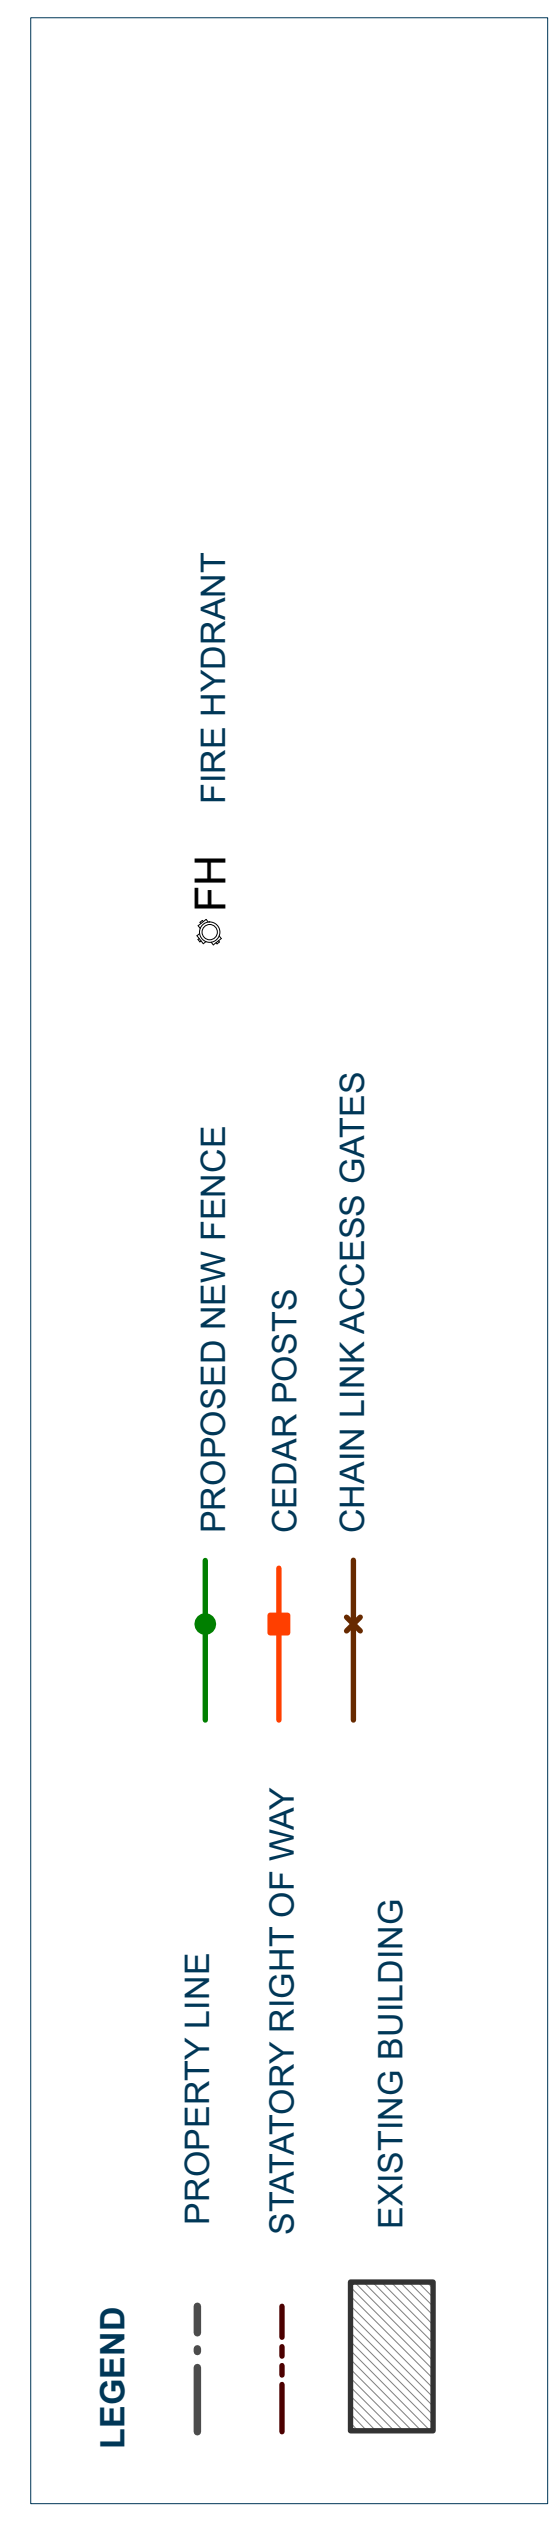 LEGEND
PROPERTY LINE
STATATORY RIGHT OF WAY
EXISTING BUILDING
PROPOSED NEW FENCE
CEDAR POSTS
CHAIN LINK ACCESS GATES
FH FIRE HYDRANT